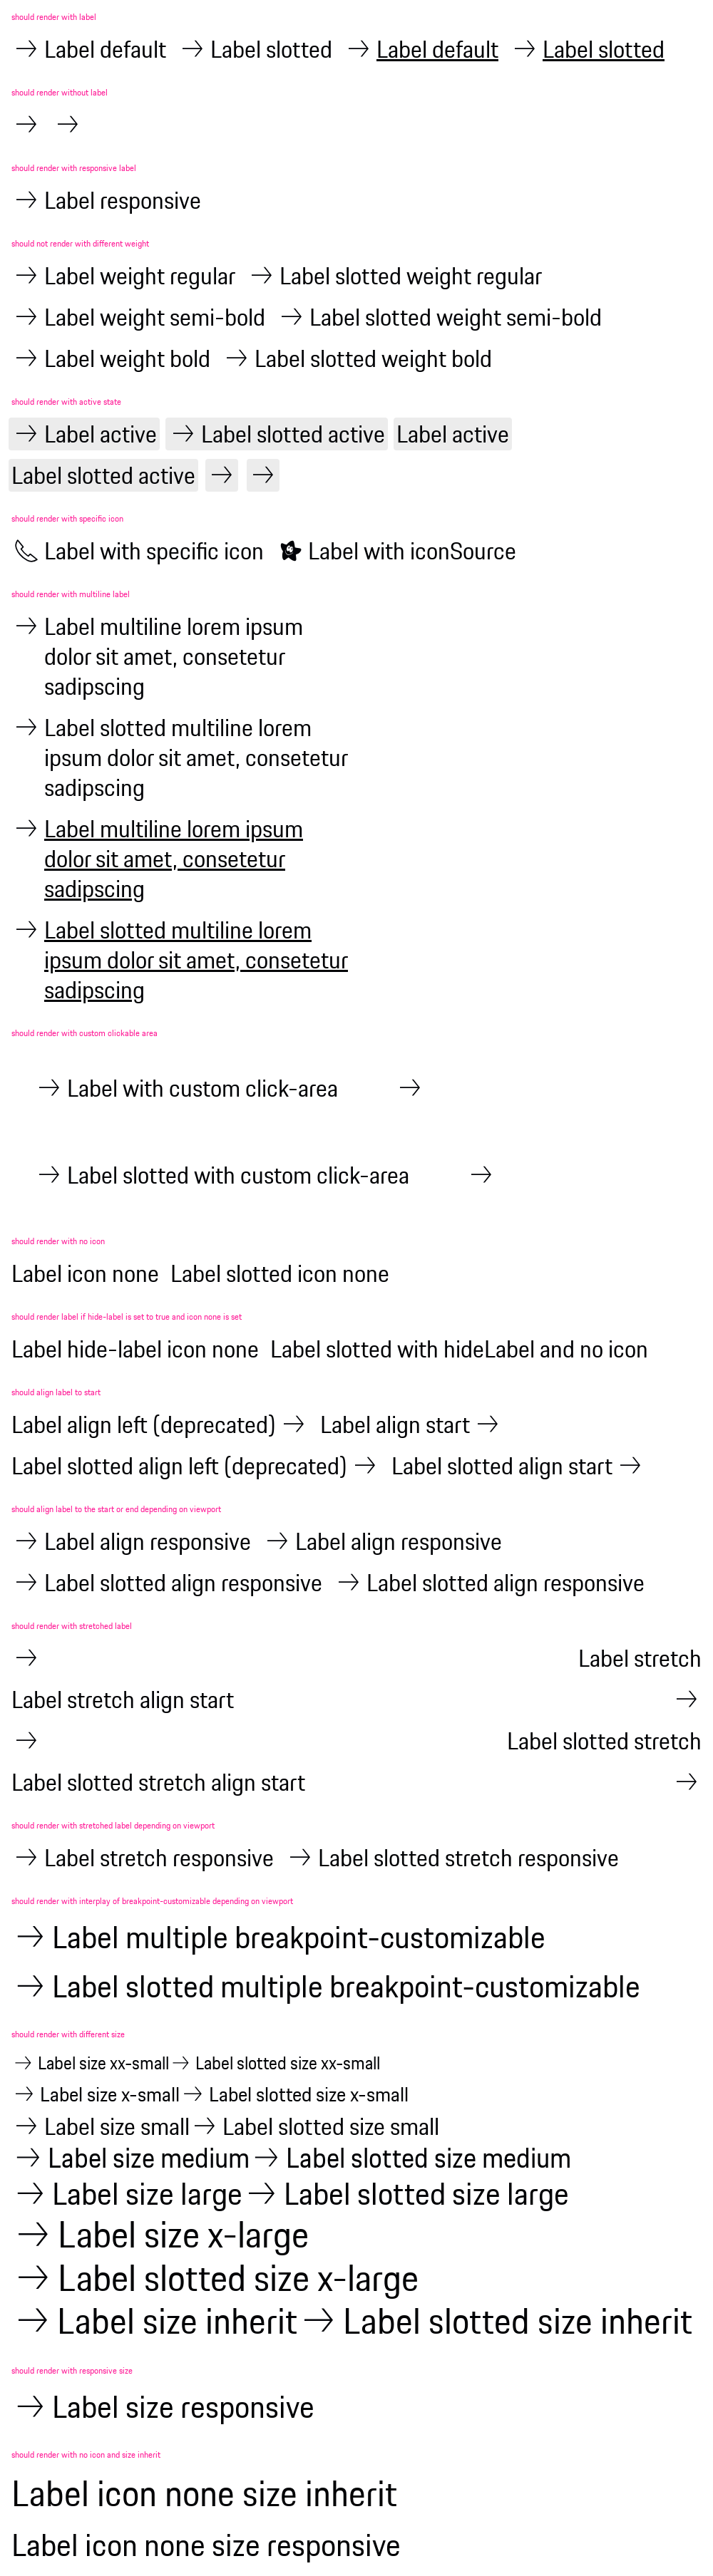 should render with label
Label default Label slotted Label default Label slotted
should render without label
should render with responsive label
Label responsive
should not render with different weight
Label weight regular Label slotted weight regular
Label weight semi-bold Label slotted weight semi-bold
Label weight bold Label slotted weight bold
should render with active state
Label active Label slotted active Label active
Label slotted active
should render with specific icon
Label with specific icon Label with iconSource
should render with multiline label
Label multiline lorem ipsum
dolor sit amet, consetetur
sadipscing
Label slotted multiline lorem
ipsum dolor sit amet, consetetur
sadipscing
Label multiline lorem ipsum
dolor sit amet, consetetur
sadipscing
Label slotted multiline lorem
ipsum dolor sit amet, consetetur
sadipscing
should render with custom clickable area
Label with custom click-area
Label slotted with custom click-area
should render with no icon
Label icon none Label slotted icon none
should render label if hide-label is set to true and icon none is set
Label hide-label icon none Label slotted with hideLabel and no icon
should align label to start
Label align left (deprecated) Label align start
Label slotted align left (deprecated) Label slotted align start
should align label to the start or end depending on viewport
Label align responsive Label align responsive
Label slotted align responsive Label slotted align responsive
should render with stretched label
Label stretch
Label stretch align start
Label slotted stretch
Label slotted stretch align start
should render with stretched label depending on viewport
Label stretch responsive Label slotted stretch responsive
should render with interplay of breakpoint-customizable depending on viewport
Label multiple breakpoint-customizable
Label slotted multiple breakpoint-customizable
should render with different size
Label size xx-small Label slotted size xx-small
Label size x-small Label slotted size x-small
Label size small Label slotted size small
Label size medium Label slotted size medium
Label size large Label slotted size large
Label size x-large
Label slotted size x-large
Label size inherit Label slotted size inherit
should render with responsive size
Label size responsive
should render with no icon and size inherit
Label icon none size inherit
Label icon none size responsive